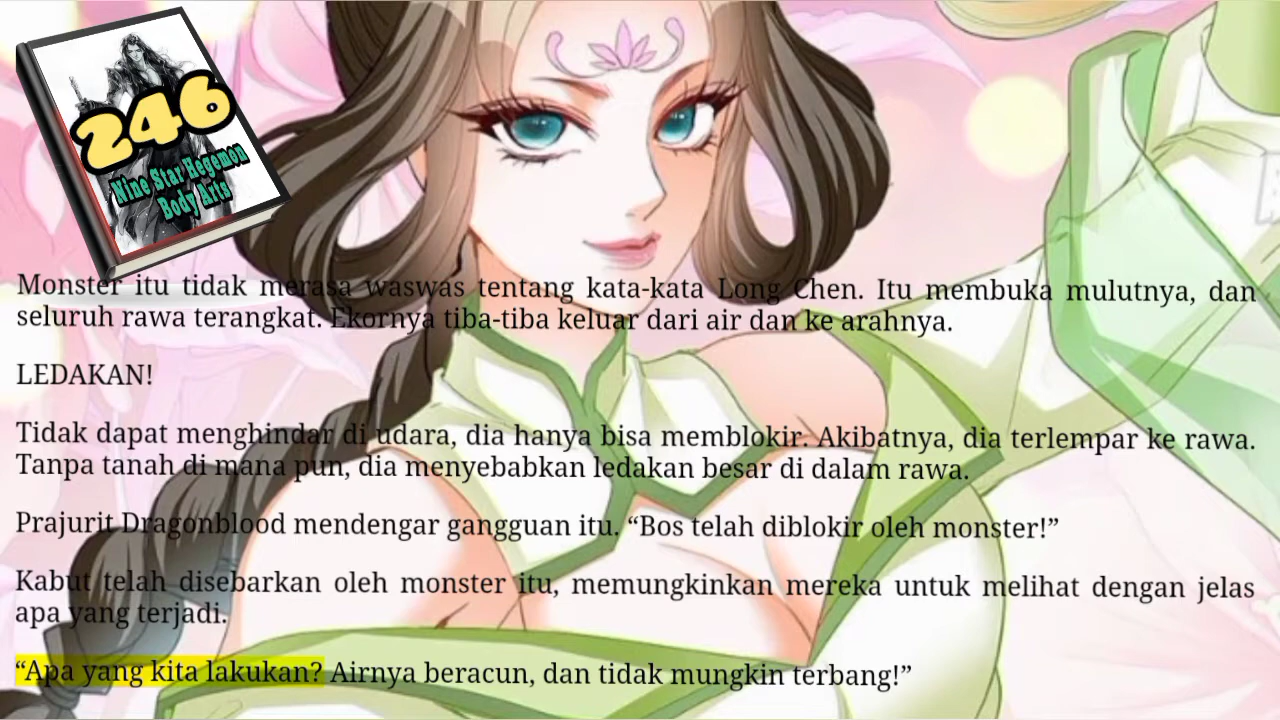 246
Nine Star Hegemon
Body Arts
Monster itu tidak merasa waswas tentang kata-kata Long Chen. Itu membuka mulutnya, dan
seluruh rawa terangkat. Ekornya tiba-tiba keluar dari air dan ke arahnya.
LEDAKAN!
Tidak dapat menghindar di udara, dia hanya bisa memblokir. Akibatnya, dia terlempar ke rawa.
Tanpa tanah di mana pun, dia menyebabkan ledakan besar di dalam rawa.
Prajurit Dragonblood mendengar gangguan itu. “Bos telah diblokir oleh monster!”
Kabut telah disebarkan oleh monster itu, memungkinkan mereka untuk melihat dengan jelas
apa yang terjadi.
“Apa yang kita lakukan? Airnya beracun, dan tidak mungkin terbang!”